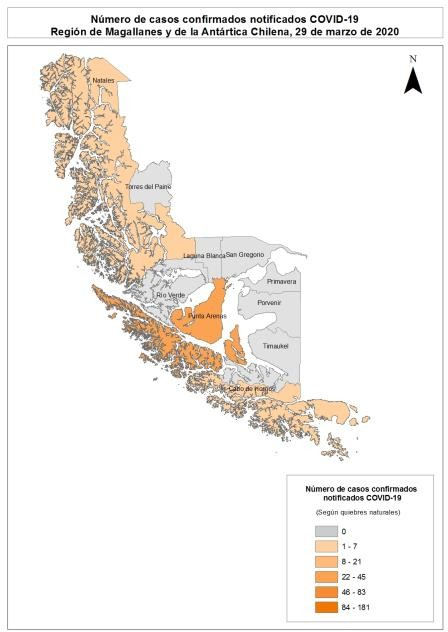 Número de casos confirmados notificados COVID-19
Región de Magallanes y de la Antártica Chilena, 29 de marzo de 2020
N
Natales
Torres del Paine
Laguna Blanca
San Gregorio
Primavera
Río Verde
Porvenir
Punta Arenas
Timaukel
Cabo de Hornos
Número de casos confirmados
notificados COVID-19
(Según quiebres naturales)
0
1 - 7
8 - 21
22 - 45
46 - 83
84 - 181